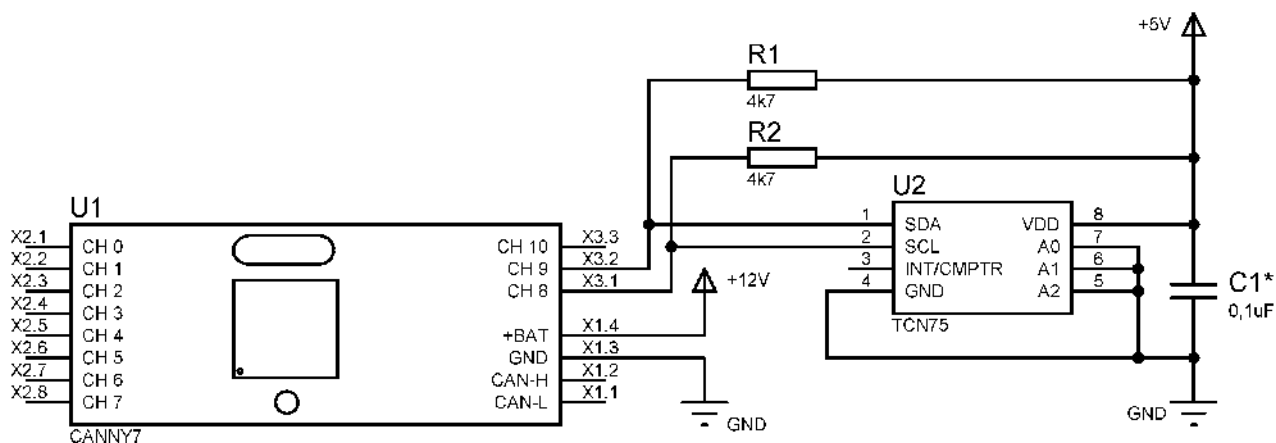 +5V
R1
4k7
R2
4k7
U2
1 SDA VDD 8
2 SCL A0 7
3 INT/CMPTR A1 6
4 GND A2 5
TCN75
C1*
0,1uF
GND
U1
X2.1 CH 0 CH 10 X3.3
X2.2 CH 1 CH 9 X3.2
X2.3 CH 2 CH 8 X3.1
X2.4 CH 3
X2.5 CH 4 +BAT X1.4
X2.6 CH 5 GND X1.3
X2.7 CH 6 CAN-H X1.2
X2.8 CH 7 CAN-L X1.1
CANNY7
+12V
GND